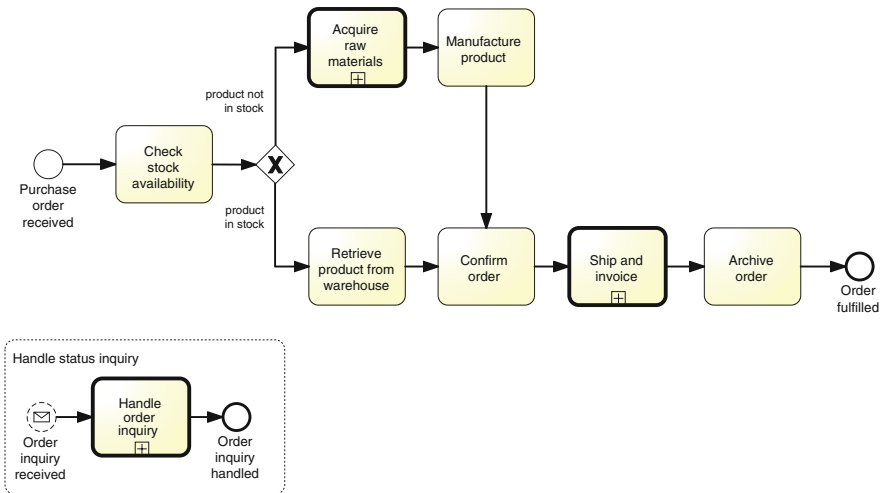 Acquire
raw
materials
Manufacture
product
product not
in stock
Check
stock
availability
X
Purchase
order
received
product
in stock
Retrieve
product from
warehouse
Confirm
order
Ship and
invoice
Archive
order
Order
fulfilled
Handle status inquiry
Handle
order
inquiry
Order
inquiry
received
Order
inquiry
handled